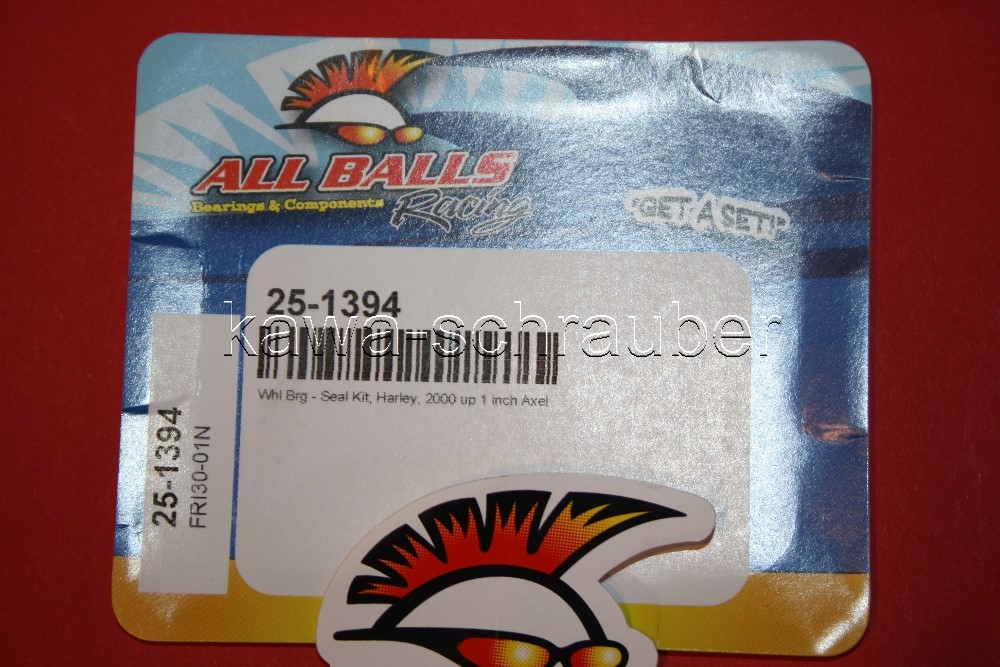 ALL BALLS
Bearings & Components
Racing
"GET A SET!"
25-1394
kawa-schrauber
Whl Brg - Seal Kit, Harley, 2000 up 1 inch Axel
25-1394
FRI30-01N